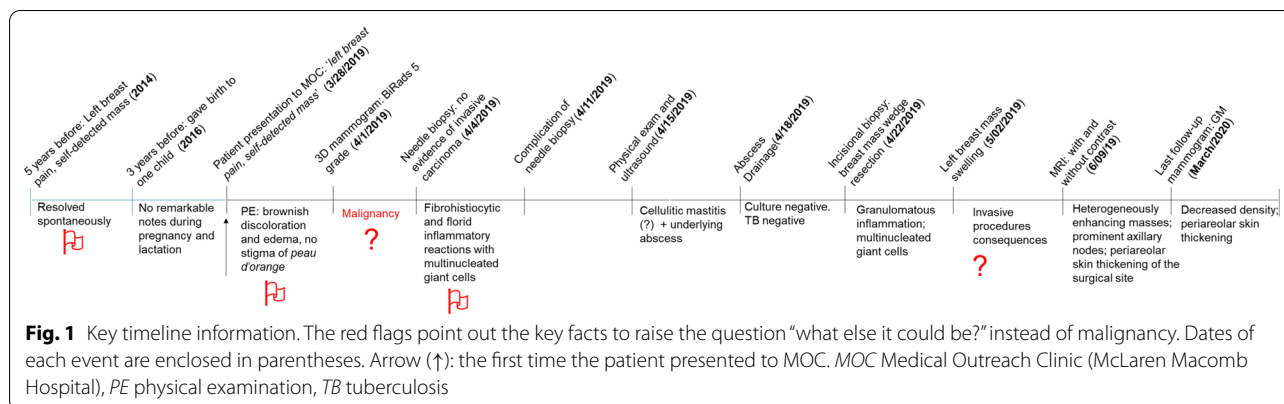 5 years before: Left breast
pain, self-detected mass (2014)
3 years before: gave birth to
one child (2016)
Patient presentation to MOC: 'left breast
pain, self-detected mass' (3/28/2019)
3D mammogram: BiRads 5
grade (4/1/2019)
Needle biopsy: no
evidence of invasive
carcinoma (4/4/2019)
Complication of
needle biopsy (4/11/2019)
Physical exam and
ultrasound (4/15/2019)
Abscess
Drainage (4/18/2019)
Incisional biopsy:
breast mass wedge
resection (4/22/2019)
Left breast mass
swelling (5/02/2019)
MRI: with and
without contrast
(6/09/19)
Last follow-up
mammogram: GM
(March/2020)
Resolved
spontaneously
No remarkable
notes during
pregnancy and
lactation
PE: brownish
discoloration
and edema, no
stigma of peau
d'orange
Malignancy
?
Fibrohistiocytic
and florid
inflammatory
reactions with
multinucleated
giant cells
Cellulitic mastitis
(?) + underlying
abscess
Culture negative.
TB negative
Granulomatous
inflammation;
multinucleated
giant cells
Invasive
procedures
consequences
?
Heterogeneously
enhancing masses;
prominent axillary
nodes; periareolar
skin thickening of the
surgical site
Decreased density;
periareolar skin
thickening
Fig. 1 Key timeline information. The red flags point out the key facts to raise the question “what else it could be?” instead of malignancy. Dates of
each event are enclosed in parentheses. Arrow (↑): the first time the patient presented to MOC. MOC Medical Outreach Clinic (McLaren Macomb
Hospital), PE physical examination, TB tuberculosis